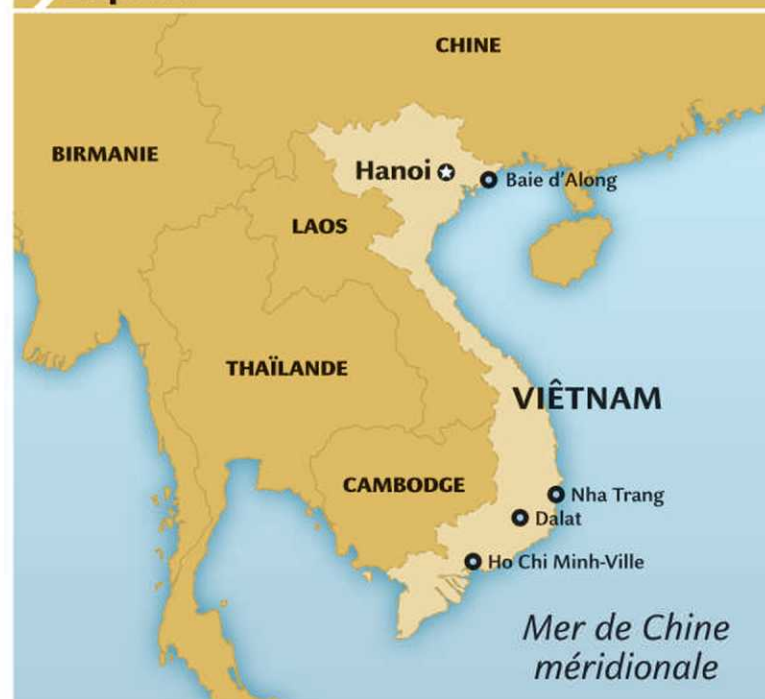 CHINE
BIRMANIE
Hanoi
Baie d'Along
LAOS
THAÏLANDE
VIÊTNAM
CAMBODGE
Nha Trang
Dalat
Ho Chi Minh-Ville
Mer de Chine
méridionale